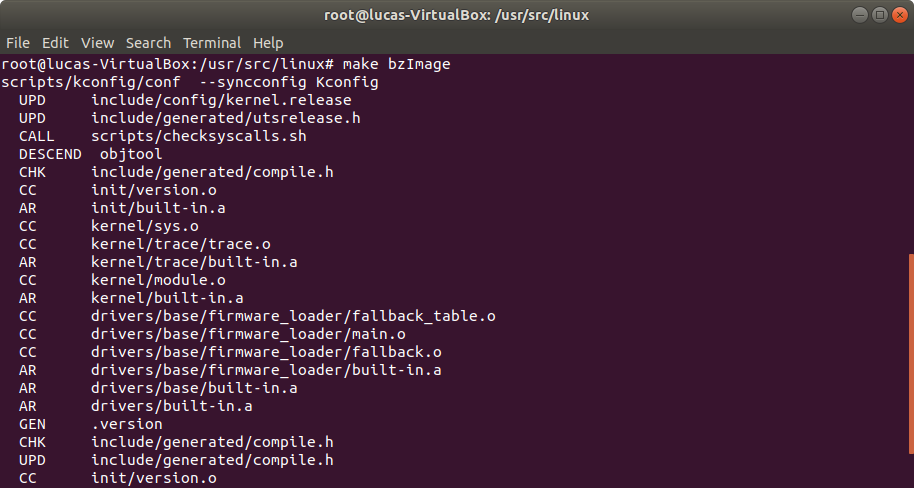 root@lucas-VirtualBox: /usr/src/linux
File Edit View Search Terminal Help
root@lucas-VirtualBox:/usr/src/linux# make bzImage
scripts/kconfig/conf  --syncconfig Kconfig
  UPD     include/config/kernel.release
  UPD     include/generated/utsrelease.h
  CALL    scripts/checksyscalls.sh
  DESCEND  objtool
  CHK     include/generated/compile.h
  CC      init/version.o
  AR      init/built-in.a
  CC      kernel/sys.o
  CC      kernel/trace/trace.o
  AR      kernel/trace/built-in.a
  CC      kernel/module.o
  AR      kernel/built-in.a
  CC      drivers/base/firmware_loader/fallback_table.o
  CC      drivers/base/firmware_loader/main.o
  CC      drivers/base/firmware_loader/fallback.o
  AR      drivers/base/firmware_loader/built-in.a
  AR      drivers/base/built-in.a
  AR      drivers/built-in.a
  GEN     .version
  CHK     include/generated/compile.h
  UPD     include/generated/compile.h
  CC      init/version.o